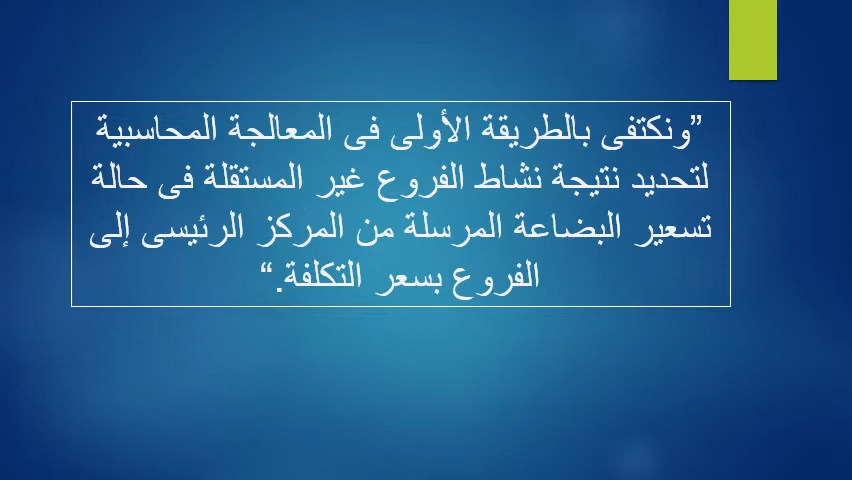 ”ونكتفى بالطريقة الأولى فى المعالجة المحاسبية
لتحديد نتيجة نشاط الفروع غير المستقلة فى حالة
تسعير البضاعة المرسلة من المركز الرئيسى إلى
الفروع بسعر التكلفة.“